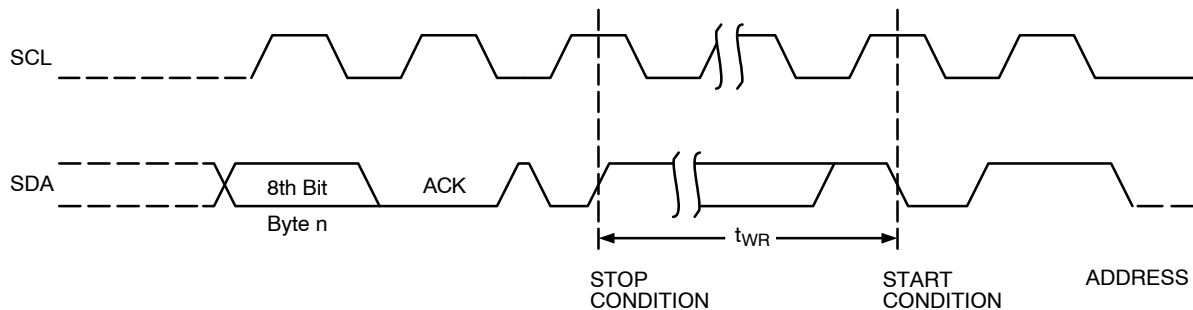 SCL
SDA
8th Bit
Byte n
ACK
tWR
STOP
CONDITION
START
CONDITION
ADDRESS